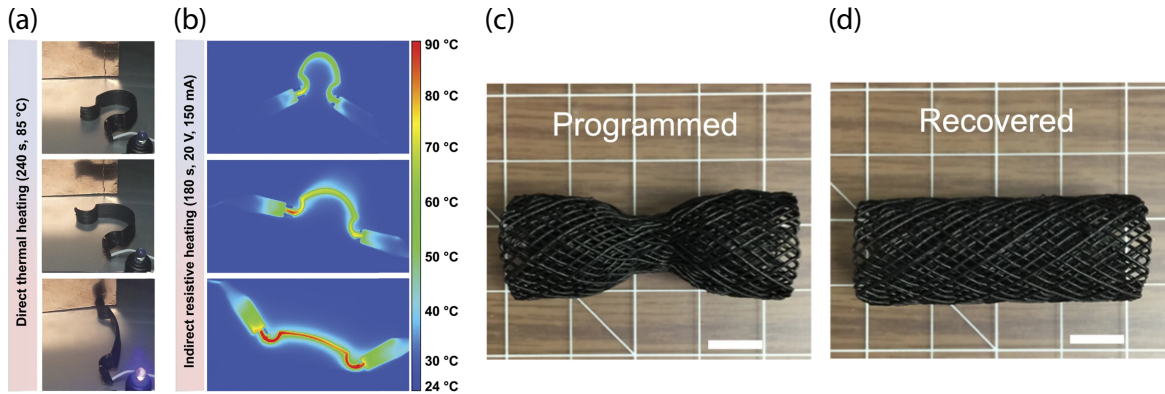 (a)
(b)
(c)
(d)
Direct thermal heating (240 s, 85 °C)
Indirect resistive heating (180 s, 20 V, 150 mA)
90 °C
80 °C
70 °C
60 °C
50 °C
40 °C
30 °C
24 °C
Programmed
Recovered